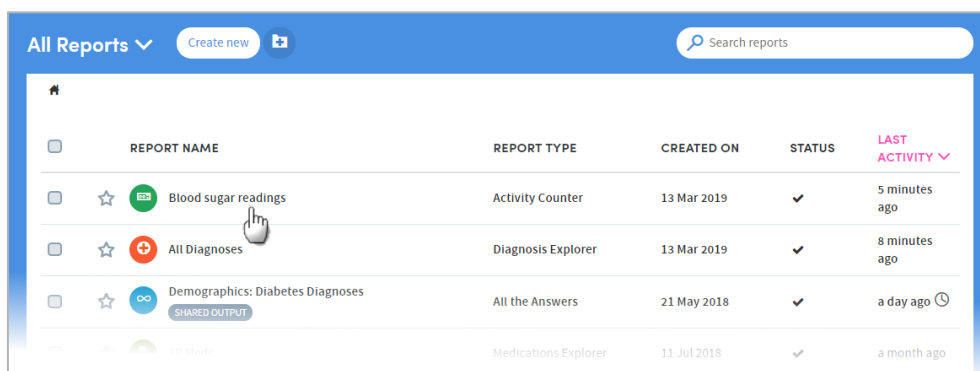 All Reports
Create new
Search reports
REPORT NAME REPORT TYPE CREATED ON STATUS LAST ACTIVITY
Blood sugar readings Activity Counter 13 Mar 2019 5 minutes ago
All Diagnoses Diagnosis Explorer 13 Mar 2019 8 minutes ago
Demographics: Diabetes Diagnoses All the Answers 21 May 2018 a day ago
SHARED OUTPUT
All Meds Medications Explorer 11 Jul 2018 a month ago